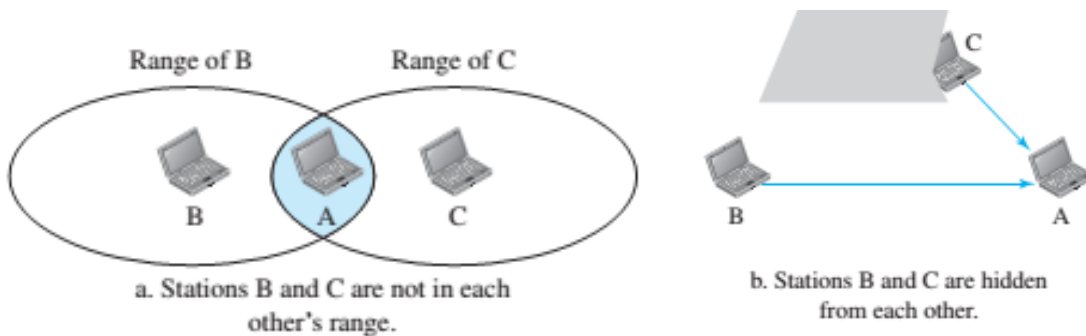 Range of B
Range of C
B
A
C
a. Stations B and C are not in each
other's range.
C
B
A
b. Stations B and C are hidden
from each other.